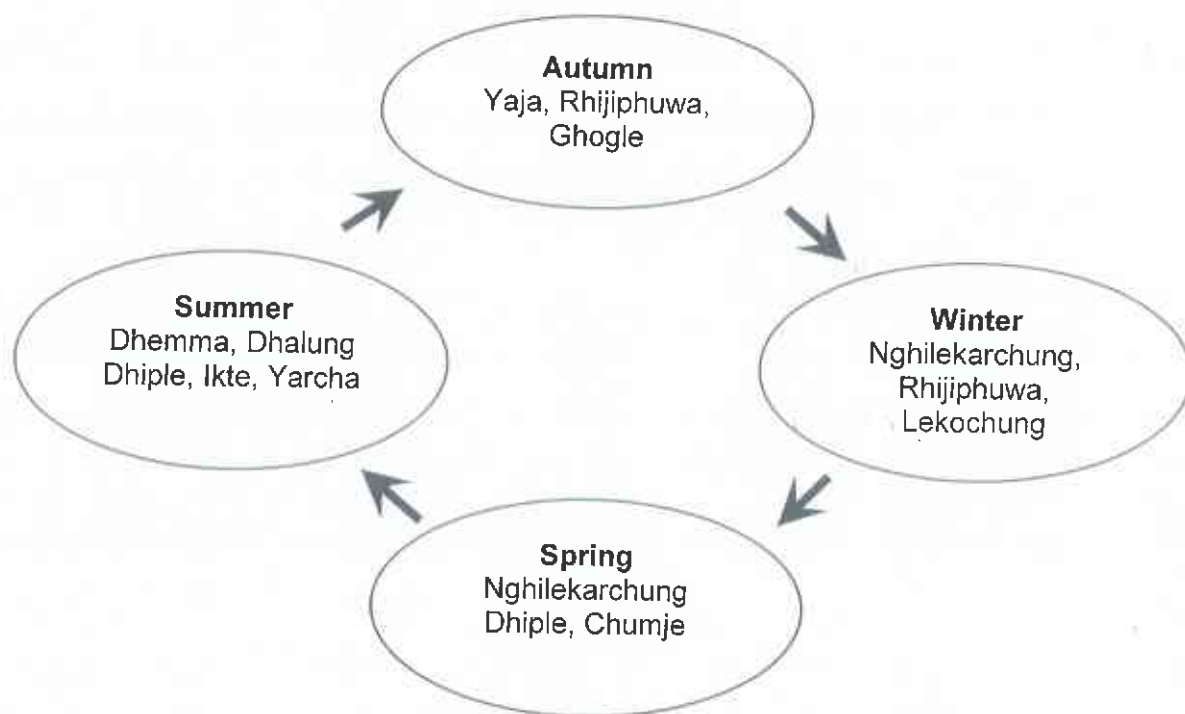 Autumn
Yaja, Rhijiphuwa,
Ghogle
Summer
Dhemma, Dhalung
Dhiple, Ikte, Yarcha
Winter
Nghilekarchung,
Rhijiphuwa,
Lekochung
Spring
Nghilekarchung
Dhiple, Chumje